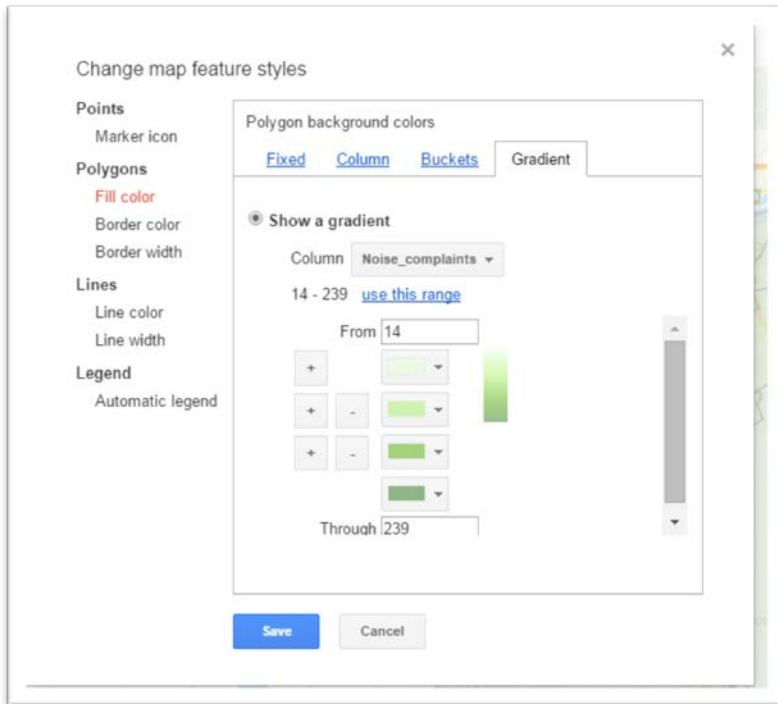 Change map feature styles
Points
Marker icon
Polygons
Fill color
Border color
Border width
Lines
Line color
Line width
Legend
Automatic legend
Polygon background colors
Fixed Column Buckets Gradient
Show a gradient
Column Noise_complaints
14 - 239 use this range
From 14
+
+ -
+ -
Through 239
Save Cancel